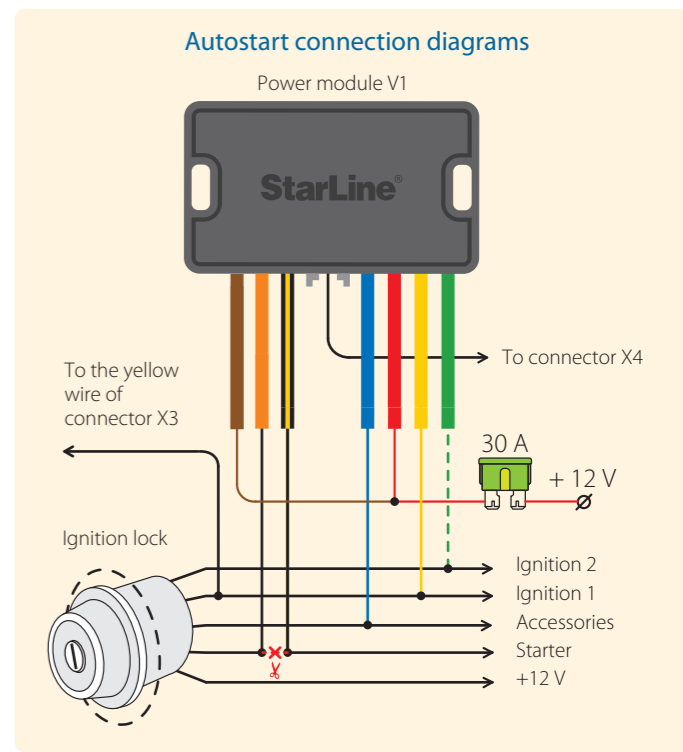 Autostart connection diagrams
Power module V1
StarLine®
To connector X4
To the yellow
wire of
connector X3
30 A
+ 12 V
Ignition lock
Ignition 2
Ignition 1
Accessories
Starter
+12 V